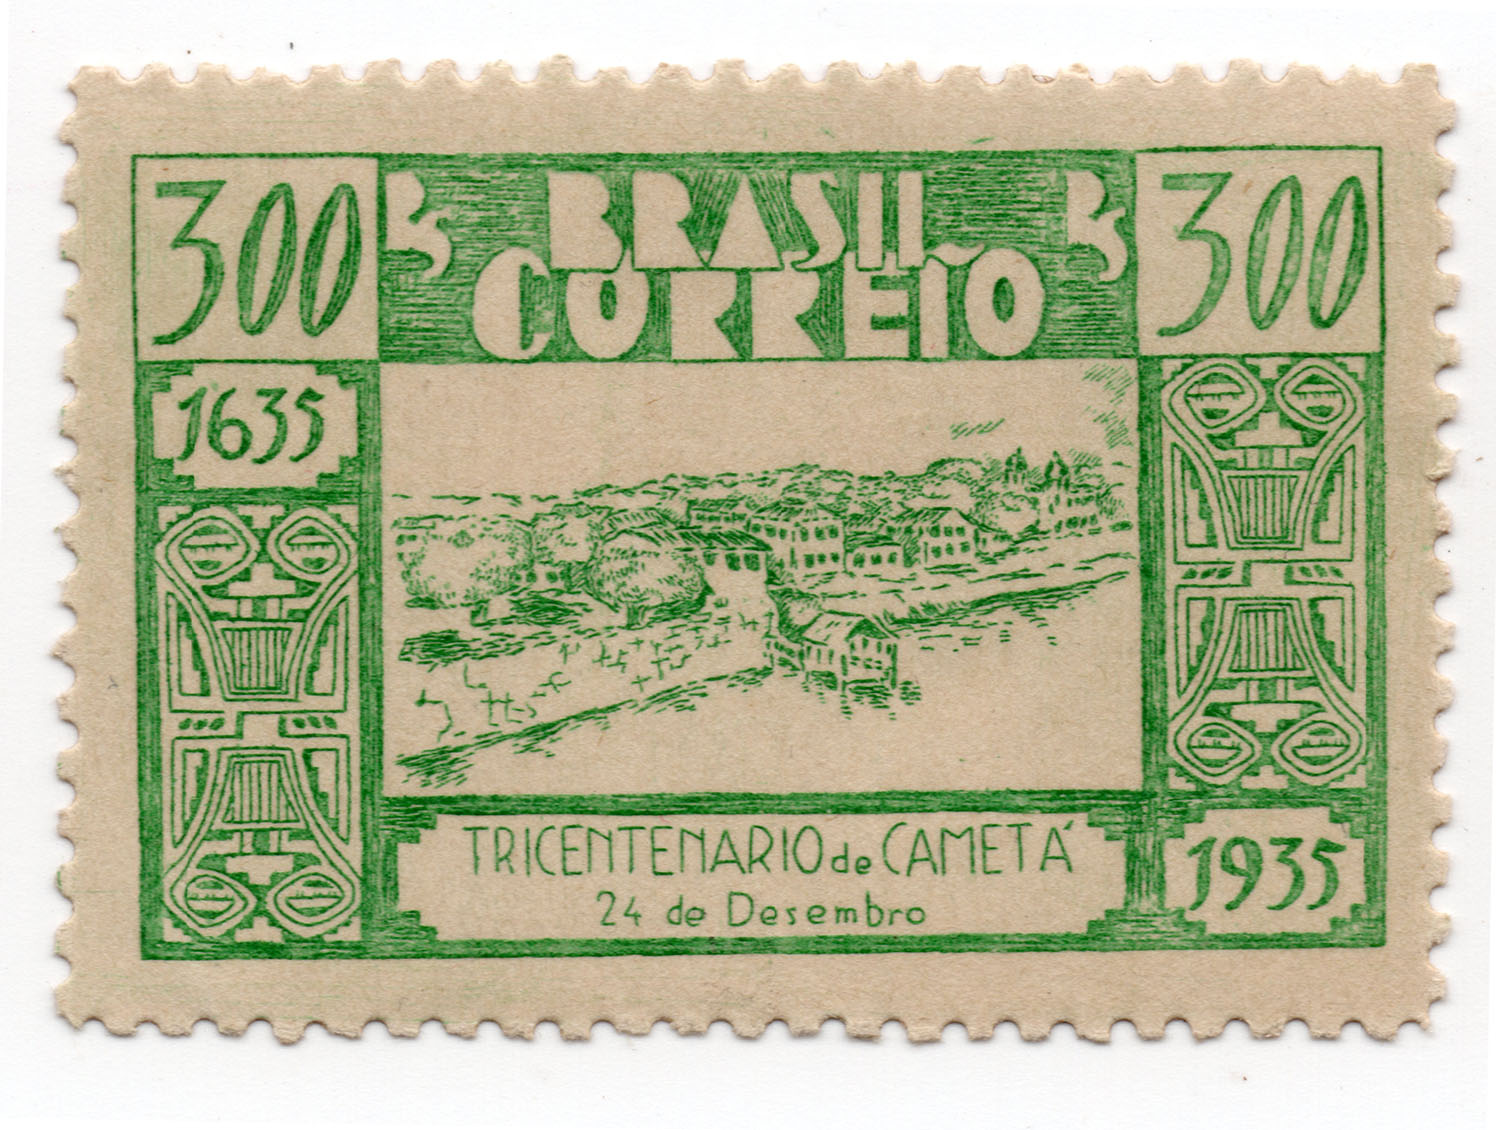 300 Rs BRASIL Rs 300
CORREIO
1635
TRICENTENARIO de CAMETÁ
24 de Desembro
1935